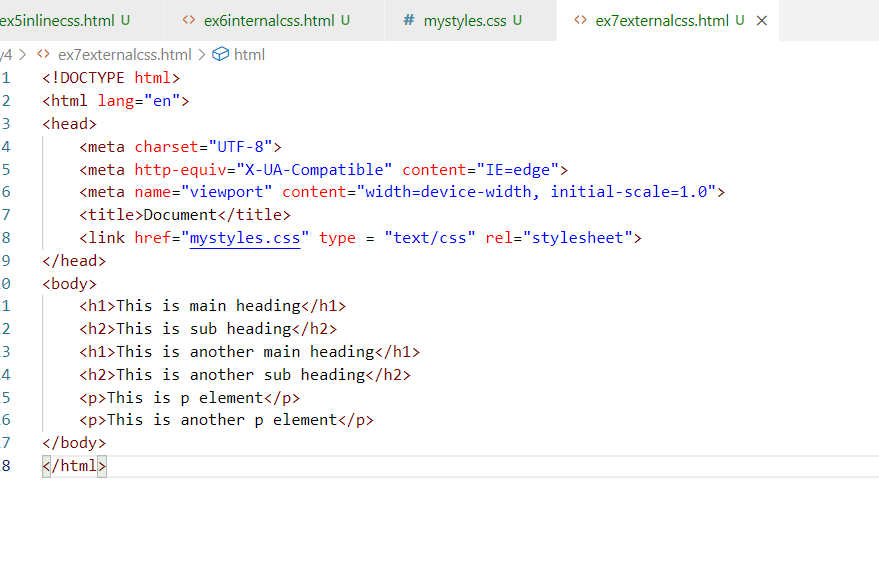 ex5inlinecss.html U <> ex6internalcss.html U # mystyles.css U <> ex7externalcss.html U ×
y4 > <> ex7externalcss.html > html
1 <!DOCTYPE html>
2 <html lang="en">
3 <head>
4     <meta charset="UTF-8">
5     <meta http-equiv="X-UA-Compatible" content="IE=edge">
6     <meta name="viewport" content="width=device-width, initial-scale=1.0">
7     <title>Document</title>
8     <link href="mystyles.css" type = "text/css" rel="stylesheet">
9 </head>
0 <body>
1     <h1>This is main heading</h1>
2     <h2>This is sub heading</h2>
3     <h1>This is another main heading</h1>
4     <h2>This is another sub heading</h2>
5     <p>This is p element</p>
6     <p>This is another p element</p>
7 </body>
8 </html>